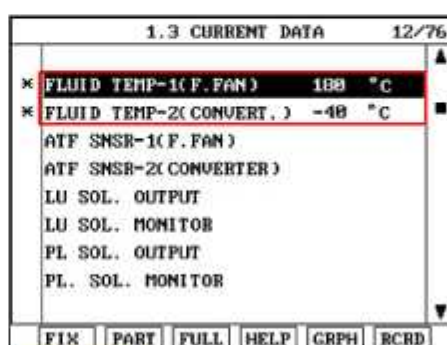 1.3 CURRENT DATA 12/76
* FLUID TEMP-1(F.FAN) 180 °C
* FLUID TEMP-2(CONVERT.) -40 °C
ATF SNSR-1(F.FAN)
ATF SNSR-2(CONVERTER)
LU SOL. OUTPUT
LU SOL. MONITOR
PL SOL. OUTPUT
PL. SOL. MONITOR
FIX PART FULL HELP GRPH RCRD